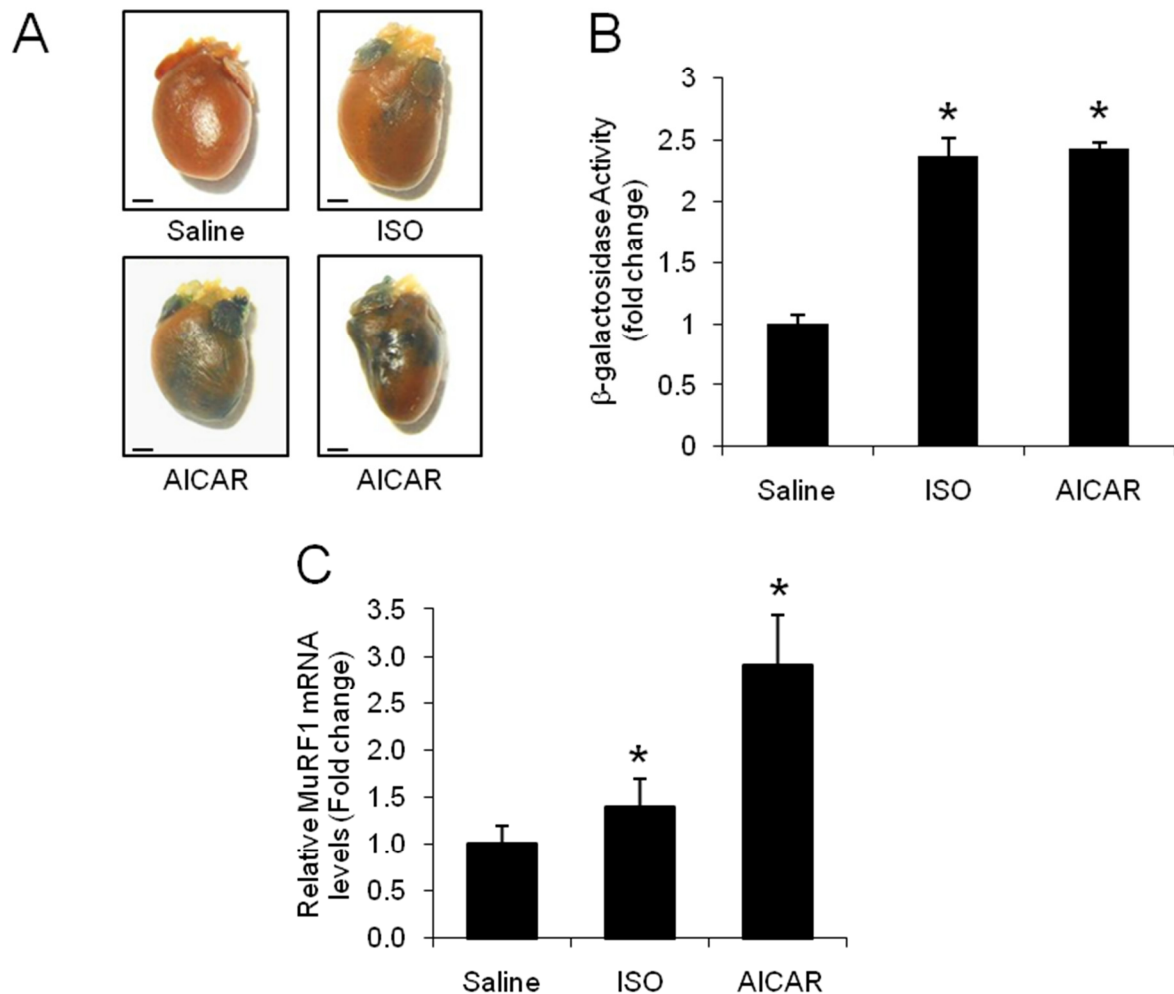 A
Saline
ISO
AICAR
AICAR
B
β-galactosidase Activity
(fold change)
3
2.5
2
1.5
1
0.5
0
*
*
Saline
ISO
AICAR
C
Relative MuRF1 mRNA
levels (Fold change)
3.5
3.0
2.5
2.0
1.5
1.0
0.5
0.0
*
*
Saline
ISO
AICAR